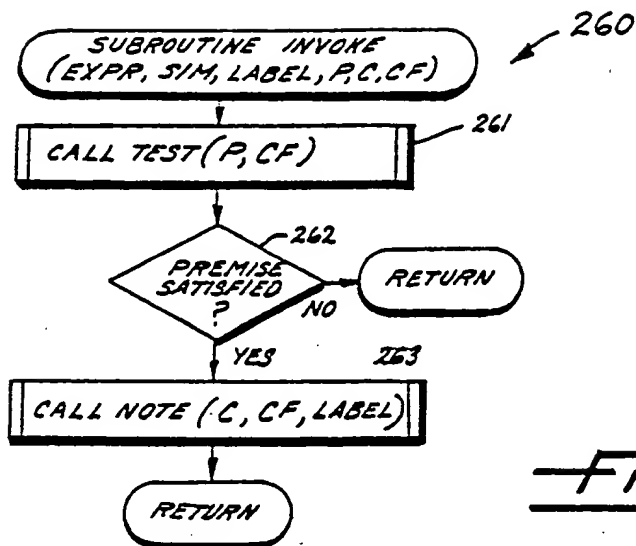 SUBROUTINE INVOKE
(EXPR, SIM, LABEL, P, C, CF)
260
CALL TEST (P, CF)
261
262
PREMISE
SATISFIED
?
NO
RETURN
YES
263
CALL NOTE (C, CF, LABEL)
RETURN